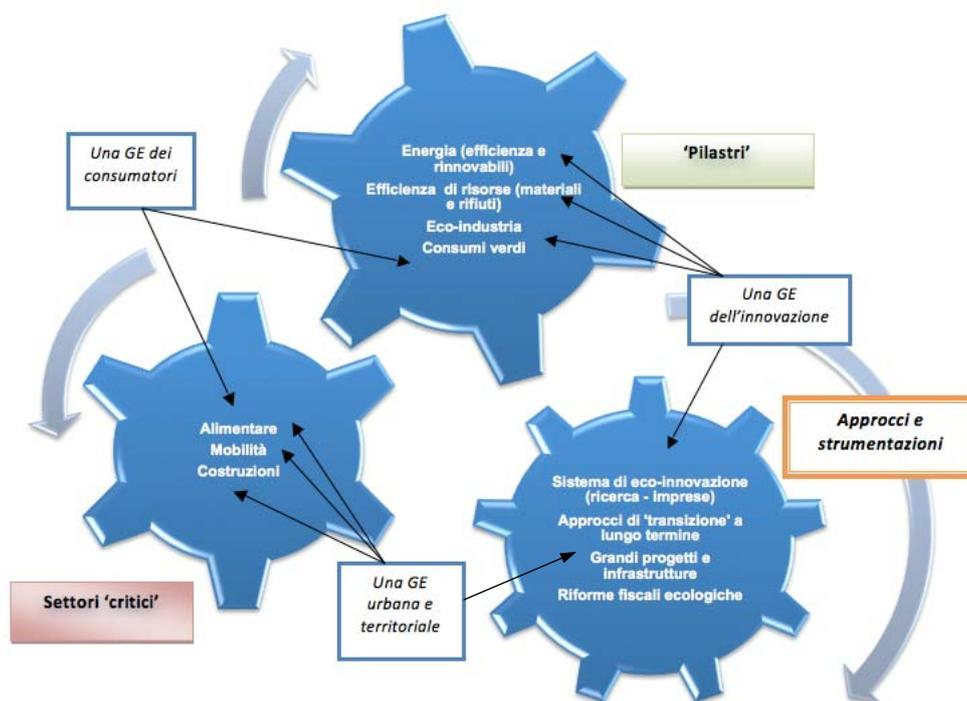 Una GE dei
consumatori
Energia (efficienza e
rinnovabili)
Efficienza di risorse (materiali
e rifiuti)
Eco-industria
Consumi verdi
'Pilastri'
Una GE
dell'innovazione
Alimentare
Mobilità
Costruzioni
Approcci e
strumentazioni
Sistema di eco-innovazione
(ricerca - imprese)
Approcci di 'transizione' a
lungo termine
Grandi progetti e
infrastrutture
Riforme fiscali ecologiche
Settori 'critici'
Una GE
urbana e
territoriale